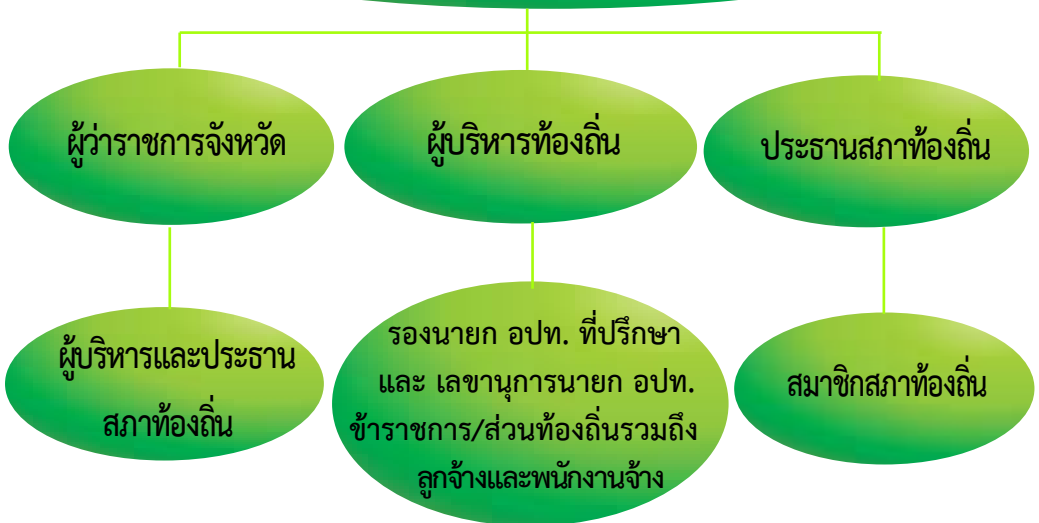 ผู้ว่าราชการจังหวัด
ผู้บริหารท้องถิ่น
ประธานสภาท้องถิ่น
ผู้บริหารและประธาน
สภาท้องถิ่น
รองนายก อปท. ที่ปรึกษา
และ เลขานุการนายก อปท.
ข้าราชการ/ส่วนท้องถิ่นรวมถึง
ลูกจ้างและพนักงานจ้าง
สมาชิกสภาท้องถิ่น